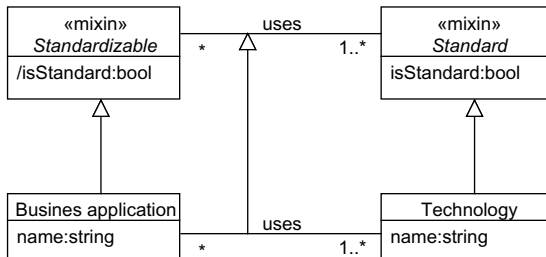 «mixin»
Standardizable
/isStandard:bool
uses
*
1..*
«mixin»
Standard
isStandard:bool
Busines application
name:string
uses
*
1..*
Technology
name:string